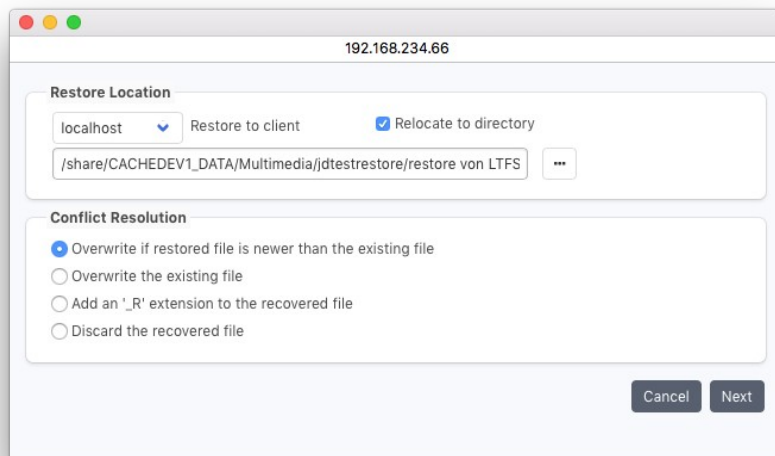 192.168.234.66
Restore Location
localhost Restore to client Relocate to directory
/share/CACHEDEV1_DATA/Multimedia/jdtestrestore/restore von LTFS ...
Conflict Resolution
Overwrite if restored file is newer than the existing file
Overwrite the existing file
Add an '_R' extension to the recovered file
Discard the recovered file
Cancel Next